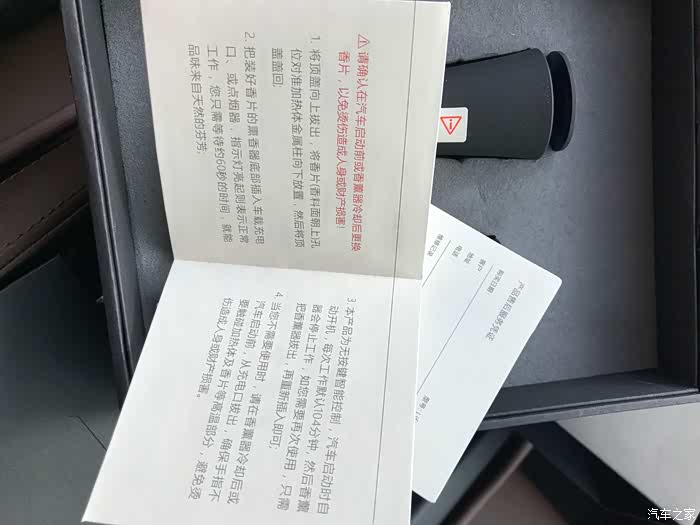 ⚠请确认在汽车启动前或香薰器冷却后更换
香片，以免烫伤造成人身或财产损害！
1. 将顶盖向上拔出，将香片(香料面朝上)孔
位对准加热体金属柱向下放置，然后将顶
盖盖回；
2. 把装好香片的熏香器底部插入车载充电
口、或点烟器，指示灯亮起则表示正常
工作，您只需等待约60秒的时间，就能
品味来自天然的芬芳；
3. 本产品为无按键智能控制，汽车启动时自
动开机，每次工作默认104分钟，然后香薰
器会停止工作，如您需要再次使用，只需
把香薰器拔出，再重新插入即可；
4. 当您不需要使用时，请在香薰器冷却后或
汽车启动前，从充电口拔出，确保手指不
要触碰加热体及香片等高温部分，避免烫
伤造成人身或财产损害。
产品售后服务凭证
购买日期
客户
地址
电话
维修记录
汽车之家